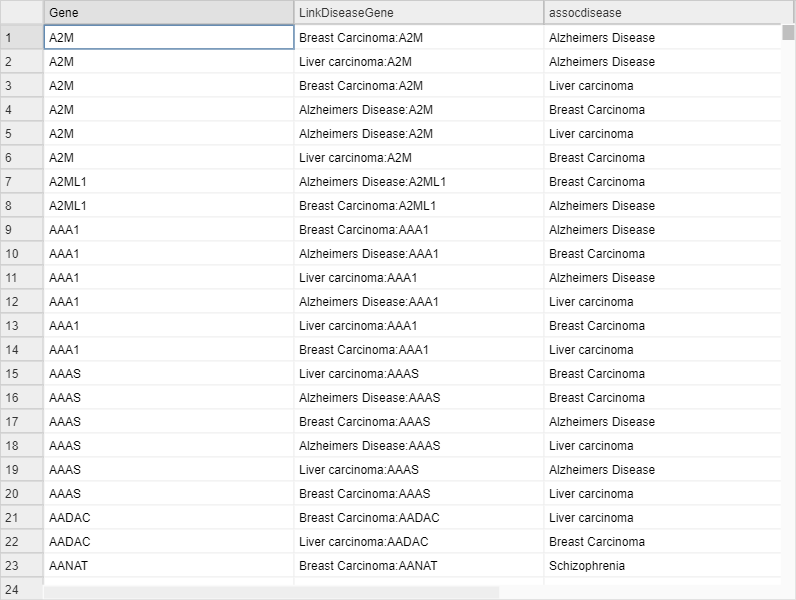 Gene LinkDiseaseGene assocdisease
1 A2M Breast Carcinoma:A2M Alzheimers Disease
2 A2M Liver carcinoma:A2M Alzheimers Disease
3 A2M Breast Carcinoma:A2M Liver carcinoma
4 A2M Alzheimers Disease:A2M Breast Carcinoma
5 A2M Alzheimers Disease:A2M Liver carcinoma
6 A2M Liver carcinoma:A2M Breast Carcinoma
7 A2ML1 Alzheimers Disease:A2ML1 Breast Carcinoma
8 A2ML1 Breast Carcinoma:A2ML1 Alzheimers Disease
9 AAA1 Breast Carcinoma:AAA1 Alzheimers Disease
10 AAA1 Alzheimers Disease:AAA1 Breast Carcinoma
11 AAA1 Liver carcinoma:AAA1 Alzheimers Disease
12 AAA1 Alzheimers Disease:AAA1 Liver carcinoma
13 AAA1 Liver carcinoma:AAA1 Breast Carcinoma
14 AAA1 Breast Carcinoma:AAA1 Liver carcinoma
15 AAAS Liver carcinoma:AAAS Breast Carcinoma
16 AAAS Alzheimers Disease:AAAS Breast Carcinoma
17 AAAS Breast Carcinoma:AAAS Alzheimers Disease
18 AAAS Alzheimers Disease:AAAS Liver carcinoma
19 AAAS Liver carcinoma:AAAS Alzheimers Disease
20 AAAS Breast Carcinoma:AAAS Liver carcinoma
21 AADAC Breast Carcinoma:AADAC Liver carcinoma
22 AADAC Liver carcinoma:AADAC Breast Carcinoma
23 AANAT Breast Carcinoma:AANAT Schizophrenia
24